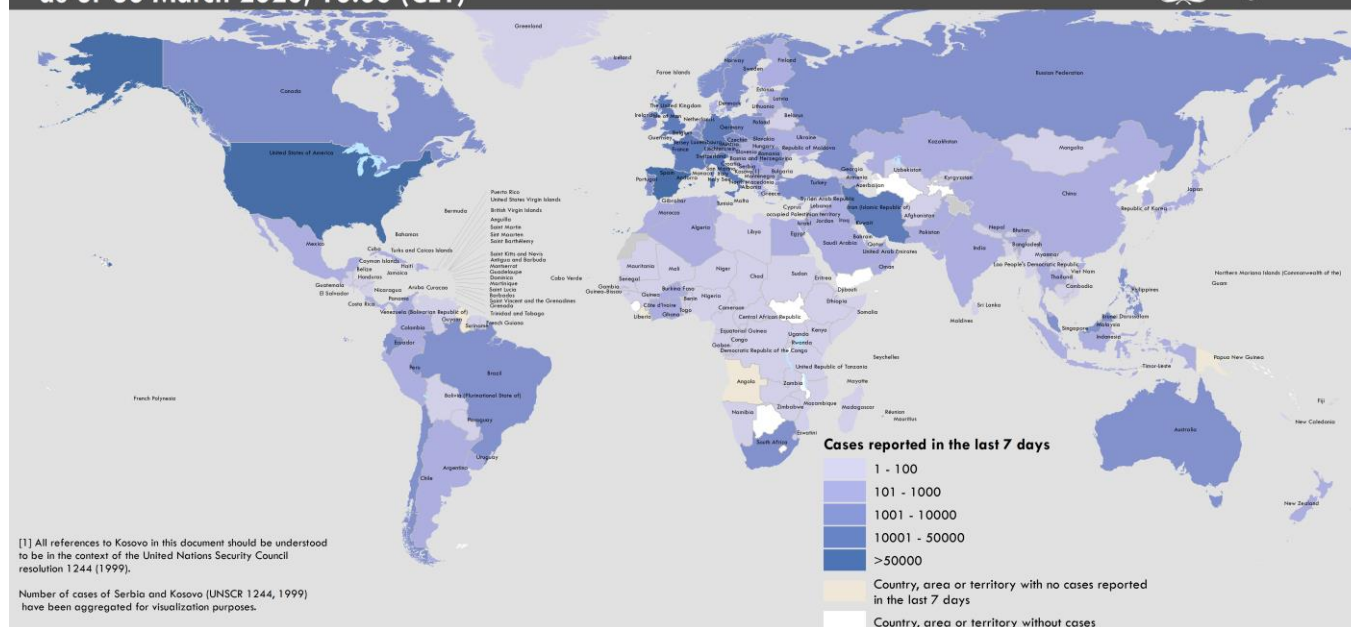 Greenland
Iceland
Faroe Islands
Norway
Sweden
Finland
Russian Federation
Canada
Estonia
Latvia
The United Kingdom
Denmark
Lithuania
Belarus
Ireland
Isle of Man
Netherlands
Poland
Guernsey
Belgium
Germany
Ukraine
Kazakhstan
Mongolia
Jersey
Luxembourg
Czechia
Slovakia
France
Liechtenstein
Hungary
Republic of Moldova
United States of America
Switzerland
Slovenia
Romania
Bosnia and Herzegovina
Serbia
Georgia
Uzbekistan
Kyrgyzstan
Spain
Andorra
Monaco
Bulgaria
Armenia
Azerbaijan
China
Japan
Portugal
Albania
Greece
Turkey
Republic of Korea
Puerto Rico
United States Virgin Islands
British Virgin Islands
Anguilla
Saint Martin
Sint Maarten
Saint Barthélemy
Saint Kitts and Nevis
Antigua and Barbuda
Montserrat
Guadeloupe
Dominica
Martinique
Saint Lucia
Barbados
Saint Vincent and the Grenadines
Grenada
Trinidad and Tobago
Bermuda
Bahamas
Mexico
Cuba
Turks and Caicos Islands
Cayman Islands
Haiti
Belize
Jamaica
Honduras
Guatemala
El Salvador
Nicaragua
Aruba
Curacao
Costa Rica
Panama
Venezuela (Bolivarian Republic of)
Guyana
Suriname
French Guiana
Colombia
Ecuador
Peru
Brazil
Bolivia (Plurinational State of)
Paraguay
Uruguay
Argentina
Chile
French Polynesia
Gibraltar
Tunisia
Malta
Cyprus
Syrian Arab Republic
Lebanon
occupied Palestinian territory
Israel
Jordan
Iraq
Iran (Islamic Republic of)
Kuwait
Afghanistan
Morocco
Algeria
Libya
Egypt
Bahrain
Qatar
Saudi Arabia
United Arab Emirates
Oman
Pakistan
Nepal
Bhutan
India
Bangladesh
Myanmar
Lao People's Democratic Republic
Viet Nam
Thailand
Cambodia
Philippines
Northern Mariana Islands (Commonwealth of the)
Guam
Cabo Verde
Mauritania
Mali
Niger
Chad
Sudan
Eritrea
Senegal
Gambia
Guinea-Bissau
Guinea
Burkina Faso
Benin
Nigeria
Djibouti
Ethiopia
Somalia
Liberia
Côte d'Ivoire
Ghana
Togo
Cameroon
Central African Republic
Sri Lanka
Maldives
Brunei Darussalam
Malaysia
Singapore
Indonesia
Equatorial Guinea
Gabon
Congo
Uganda
Kenya
Rwanda
Democratic Republic of the Congo
Seychelles
United Republic of Tanzania
Papua New Guinea
Timor-Leste
Angola
Zambia
Mayotte
Mozambique
Zimbabwe
Madagascar
Réunion
Mauritius
Namibia
Eswatini
South Africa
Fiji
New Caledonia
Australia
New Zealand
Cases reported in the last 7 days
1 - 100
101 - 1000
1001 - 10000
10001 - 50000
>50000
Country, area or territory with no cases reported
in the last 7 days
Country, area or territory without cases
[1] All references to Kosovo in this document should be understood
to be in the context of the United Nations Security Council
resolution 1244 (1999).
Number of cases of Serbia and Kosovo (UNSCR 1244, 1999)
have been aggregated for visualization purposes.